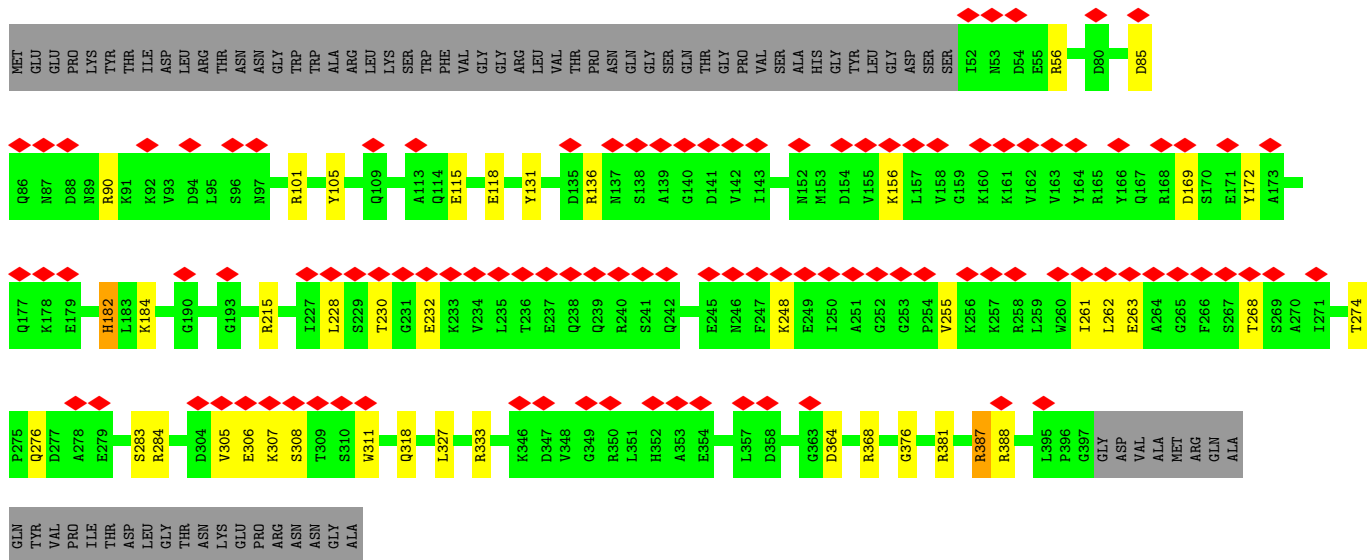 MET GLU GLU PRO LYS TYR THR ILE ASP LEU ARG THR ASN ASN GLY TRP TRP ALA ARG LEU LYS SER TRP PHE VAL GLY GLY ARG LEU VAL THR PRO ASN GLN GLY SER GLN THR GLY PRO VAL SER ALA HIS GLY TYR LEU GLY ASP SER SER I52 N53 D54 E55 R56 D80 D85
Q86 N87 D88 N89 R90 K91 K92 V93 D94 L95 S96 N97 R101 Y105 Q109 A113 Q114 E115 E118 Y131 D135 R136 N137 S138 A139 G140 D141 V142 I143 N152 M153 D154 V155 K156 L157 V158 G159 K160 K161 V162 V163 Y164 R165 Y166 Q167 R168 D169 S170 E171 Y172 A173
Q177 K178 E179 H182 L183 K184 G190 G193 R215 I227 L228 S229 T230 G231 E232 K233 V234 L235 T236 E237 Q238 Q239 R240 S241 Q242 E245 N246 F247 K248 E249 I250 A251 G252 G253 P254 V255 K256 K257 R258 L259 W260 I261 L262 E263 A264 G265 F266 S267 T268 S269 A270 I271 T274
P275 Q276 D277 A278 E279 S283 R284 D304 V305 E306 K307 S308 T309 S310 W311 Q318 L327 R333 K346 D347 V348 G349 R350 L351 H352 A353 E354 L357 D358 G363 D364 R368 G376 R381 R387 R388 L395 P396 G397 GLY ASP VAL ALA MET ARG GLN ALA
GLN TYR VAL PRO ILE THR ASP LEU GLY THR ASN LYS GLU PRO ARG ASN ASN GLY ALA